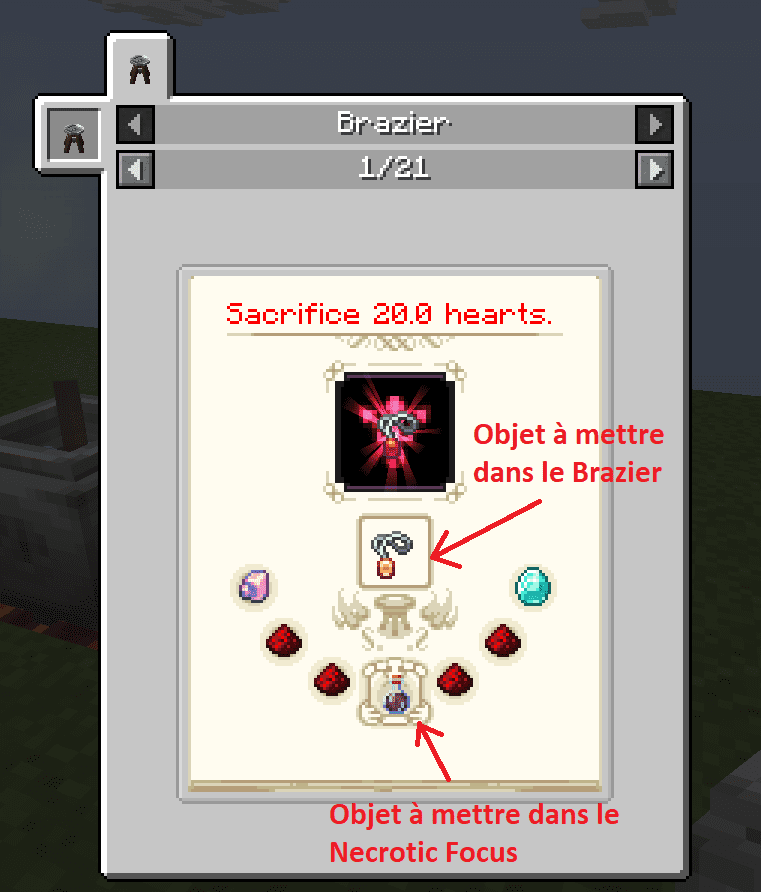 Brazier
1/21
Sacrifice 20.0 hearts.
Objet à mettre
dans le Brazier
Objet à mettre dans le
Necrotic Focus